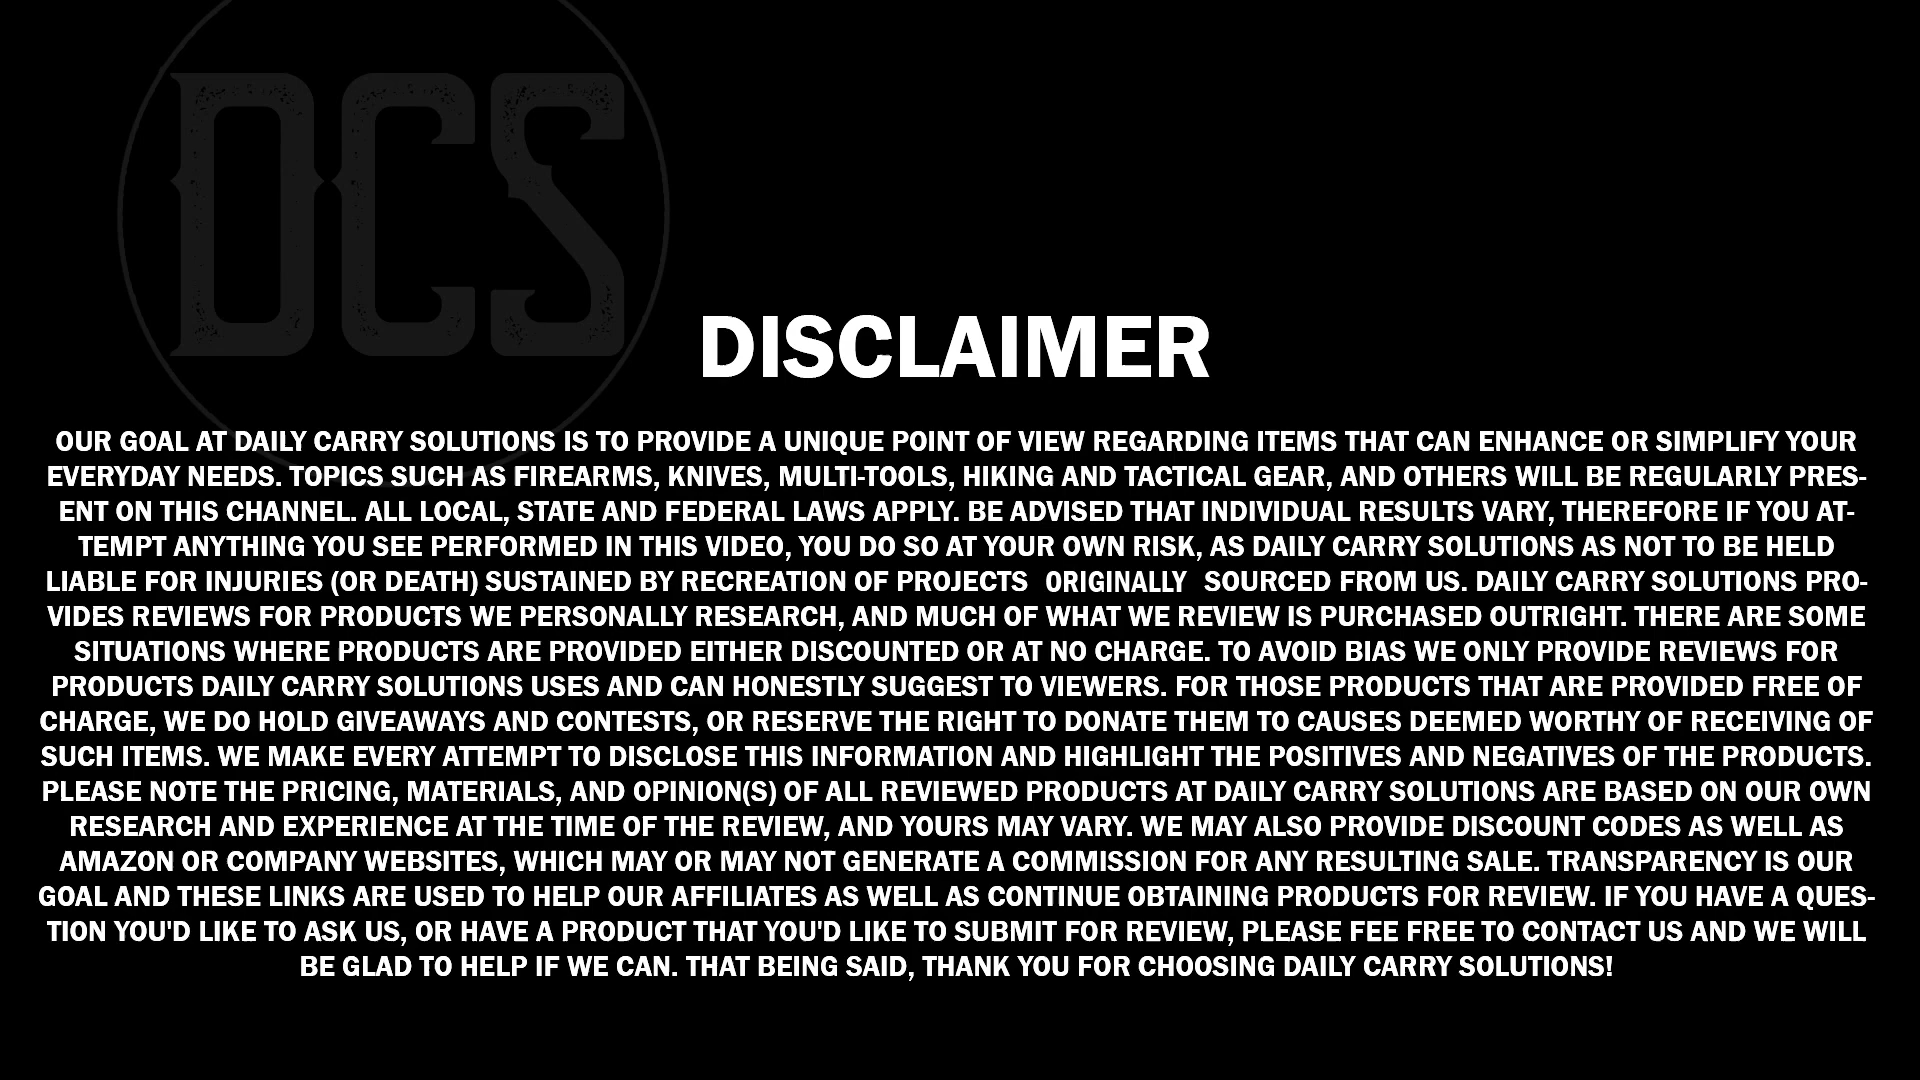 DCS
DISCLAIMER
OUR GOAL AT DAILY CARRY SOLUTIONS IS TO PROVIDE A UNIQUE POINT OF VIEW REGARDING ITEMS THAT CAN ENHANCE OR SIMPLIFY YOUR
EVERYDAY NEEDS. TOPICS SUCH AS FIREARMS, KNIVES, MULTI-TOOLS, HIKING AND TACTICAL GEAR, AND OTHERS WILL BE REGULARLY PRES-
ENT ON THIS CHANNEL. ALL LOCAL, STATE AND FEDERAL LAWS APPLY. BE ADVISED THAT INDIVIDUAL RESULTS VARY, THEREFORE IF YOU AT-
TEMPT ANYTHING YOU SEE PERFORMED IN THIS VIDEO, YOU DO SO AT YOUR OWN RISK, AS DAILY CARRY SOLUTIONS AS NOT TO BE HELD
LIABLE FOR INJURIES (OR DEATH) SUSTAINED BY RECREATION OF PROJECTS ORIGINALLY SOURCED FROM US. DAILY CARRY SOLUTIONS PRO-
VIDES REVIEWS FOR PRODUCTS WE PERSONALLY RESEARCH, AND MUCH OF WHAT WE REVIEW IS PURCHASED OUTRIGHT. THERE ARE SOME
SITUATIONS WHERE PRODUCTS ARE PROVIDED EITHER DISCOUNTED OR AT NO CHARGE. TO AVOID BIAS WE ONLY PROVIDE REVIEWS FOR
PRODUCTS DAILY CARRY SOLUTIONS USES AND CAN HONESTLY SUGGEST TO VIEWERS. FOR THOSE PRODUCTS THAT ARE PROVIDED FREE OF
CHARGE, WE DO HOLD GIVEAWAYS AND CONTESTS, OR RESERVE THE RIGHT TO DONATE THEM TO CAUSES DEEMED WORTHY OF RECEIVING OF
SUCH ITEMS. WE MAKE EVERY ATTEMPT TO DISCLOSE THIS INFORMATION AND HIGHLIGHT THE POSITIVES AND NEGATIVES OF THE PRODUCTS.
PLEASE NOTE THE PRICING, MATERIALS, AND OPINION(S) OF ALL REVIEWED PRODUCTS AT DAILY CARRY SOLUTIONS ARE BASED ON OUR OWN
RESEARCH AND EXPERIENCE AT THE TIME OF THE REVIEW, AND YOURS MAY VARY. WE MAY ALSO PROVIDE DISCOUNT CODES AS WELL AS
AMAZON OR COMPANY WEBSITES, WHICH MAY OR MAY NOT GENERATE A COMMISSION FOR ANY RESULTING SALE. TRANSPARENCY IS OUR
GOAL AND THESE LINKS ARE USED TO HELP OUR AFFILIATES AS WELL AS CONTINUE OBTAINING PRODUCTS FOR REVIEW. IF YOU HAVE A QUES-
TION YOU'D LIKE TO ASK US, OR HAVE A PRODUCT THAT YOU'D LIKE TO SUBMIT FOR REVIEW, PLEASE FEE FREE TO CONTACT US AND WE WILL
BE GLAD TO HELP IF WE CAN. THAT BEING SAID, THANK YOU FOR CHOOSING DAILY CARRY SOLUTIONS!